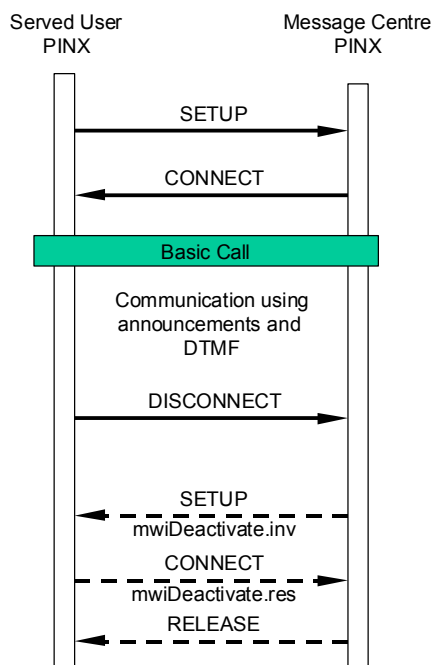 Served User
PINX
Message Centre
PINX
SETUP
CONNECT
Basic Call
Communication using
announcements and
DTMF
DISCONNECT
SETUP
mwiDeactivate.inv
CONNECT
mwiDeactivate.res
RELEASE